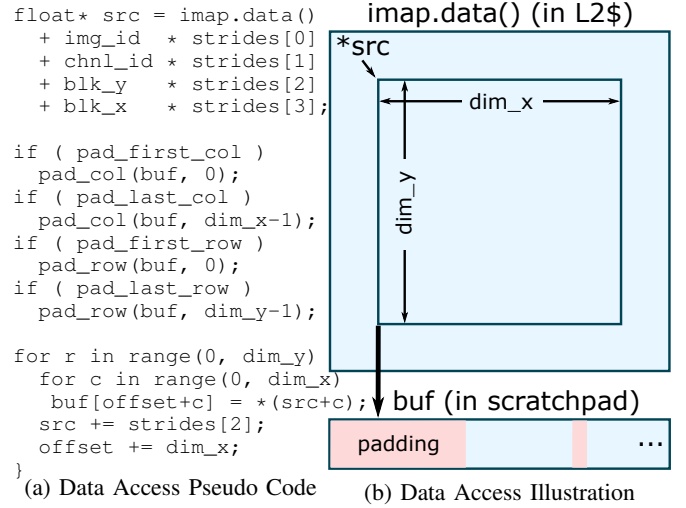 float* src = imap.data()
+ img_id * strides[0]
+ chnl_id * strides[1]
+ blk_y * strides[2]
+ blk_x * strides[3];
if ( pad_first_col )
pad_col(buf, 0);
if ( pad_last_col )
pad_col(buf, dim_x-1);
if ( pad_first_row )
pad_row(buf, 0);
if ( pad_last_row )
pad_row(buf, dim_y-1);
for r in range(0, dim_y)
for c in range(0, dim_x)
buf[offset+c] = *(src+c);
src += strides[2];
offset += dim_x;
}
(a) Data Access Pseudo Code
imap.data() (in L2$)
*src
dim_x
dim_y
buf (in scratchpad)
padding
...
(b) Data Access Illustration